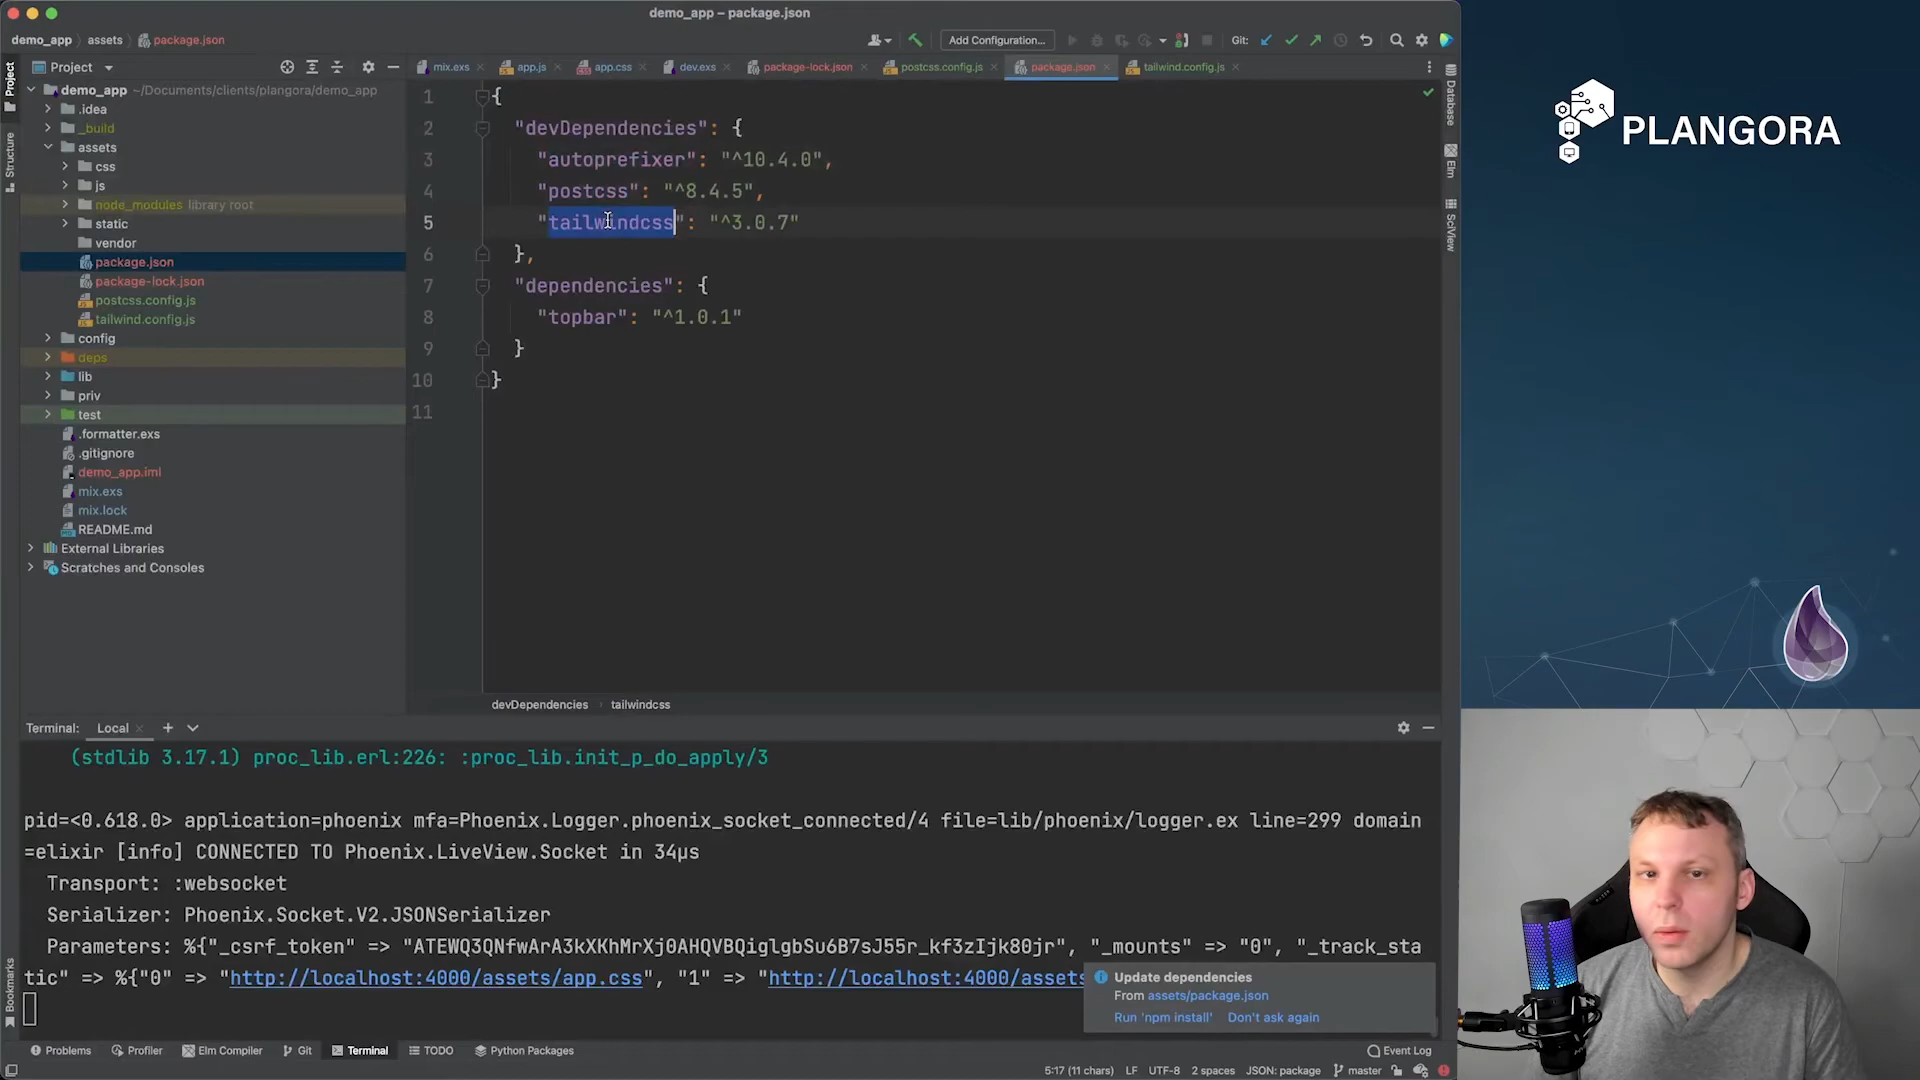 demo_app – package.json
demo_app assets package.json
Add Configuration...
Git:
Project
mix.exs app.js app.css dev.exs package-lock.json postcss.config.js package.json tailwind.config.js
Project
Structure
Bookmarks
demo_app ~/Documents/clients/plangora/demo_app
.idea
_build
assets
css
js
node_modules library root
static
vendor
package.json
package-lock.json
postcss.config.js
tailwind.config.js
config
deps
lib
priv
test
.formatter.exs
.gitignore
demo_app.iml
mix.exs
mix.lock
README.md
External Libraries
Scratches and Consoles
1 {
2 "devDependencies": {
3 "autoprefixer": "^10.4.0",
4 "postcss": "^8.4.5",
5 "tailwindcss": "^3.0.7"
6 },
7 "dependencies": {
8 "topbar": "^1.0.1"
9 }
10 }
11
devDependencies tailwindcss
Database
Elm
SciView
PLANGORA
Terminal: Local
(stdlib 3.17.1) proc_lib.erl:226: :proc_lib.init_p_do_apply/3
pid=<0.618.0> application=phoenix mfa=Phoenix.Logger.phoenix_socket_connected/4 file=lib/phoenix/logger.ex line=299 domain
=elixir [info] CONNECTED TO Phoenix.LiveView.Socket in 34µs
Transport: :websocket
Serializer: Phoenix.Socket.V2.JSONSerializer
Parameters: %{"_csrf_token" => "ATEWQ3QNfwArA3kXKhMrXj0AHQVBQiglgbSu6B7sJ55r_kf3zIjk80jr", "_mounts" => "0", "_track_sta
tic" => %{"0" => "http://localhost:4000/assets/app.css", "1" => "http://localhost:4000/assets
Update dependencies
From assets/package.json
Run 'npm install' Don't ask again
Problems Profiler Elm Compiler Git Terminal TODO Python Packages Event Log
5:17 (11 chars) LF UTF-8 2 spaces JSON: package master